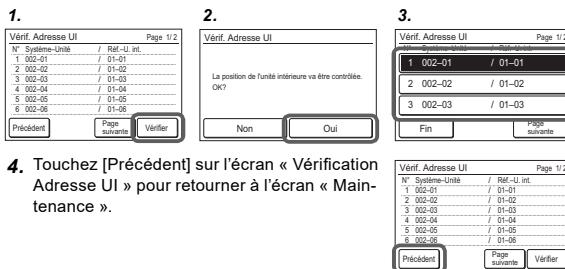 1.
Vérif. Adresse UI Page 1/ 2
N° Système–Unité / Réf.–U. int.
1 002–01 / 01–01
2 002–02 / 01–02
3 002–03 / 01–03
4 002–04 / 01–04
5 002–05 / 01–05
6 002–06 / 01–06
Précédent Page suivante Vérifier
2.
Vérif. Adresse UI
La position de l'unité intérieure va être contrôlée.
OK?
Non Oui
3.
Vérif. Adresse UI Page 1/ 2
N° Système–Unité / Réf.–U. int.
1 002–01 / 01–01
2 002–02 / 01–02
3 002–03 / 01–03
Fin Page suivante
4. Touchez [Précédent] sur l'écran « Vérification
Adresse UI » pour retourner à l'écran « Main-
tenance ».
Vérif. Adresse UI Page 1/ 2
N° Système–Unité / Réf.–U. int.
1 002–01 / 01–01
2 002–02 / 01–02
3 002–03 / 01–03
4 002–04 / 01–04
5 002–05 / 01–05
6 002–06 / 01–06
Précédent Page suivante Vérifier